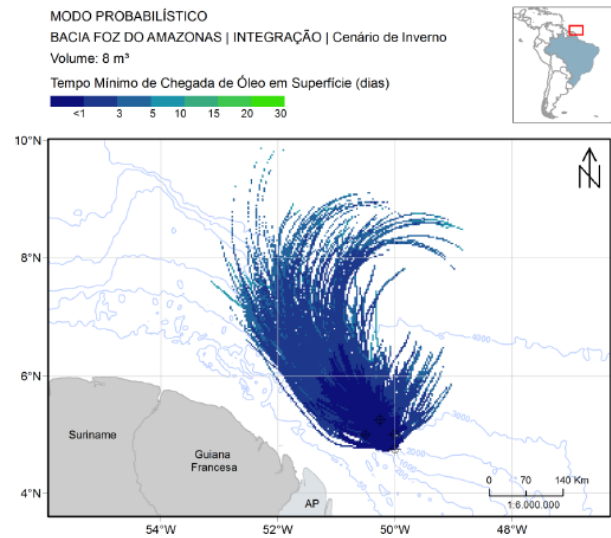 MODO PROBABILÍSTICO
BACIA FOZ DO AMAZONAS | INTEGRAÇÃO | Cenário de Inverno
Volume: 8 m³
Tempo Mínimo de Chegada de Óleo em Superfície (dias)
<1 3 5 10 15 20 30
10°N
N
8°N
4000
6°N
3000
Suriname
Guiana
Francesa
AP
4°N
0 70 140 Km
1:6.000.000
54°W 52°W 50°W 48°W